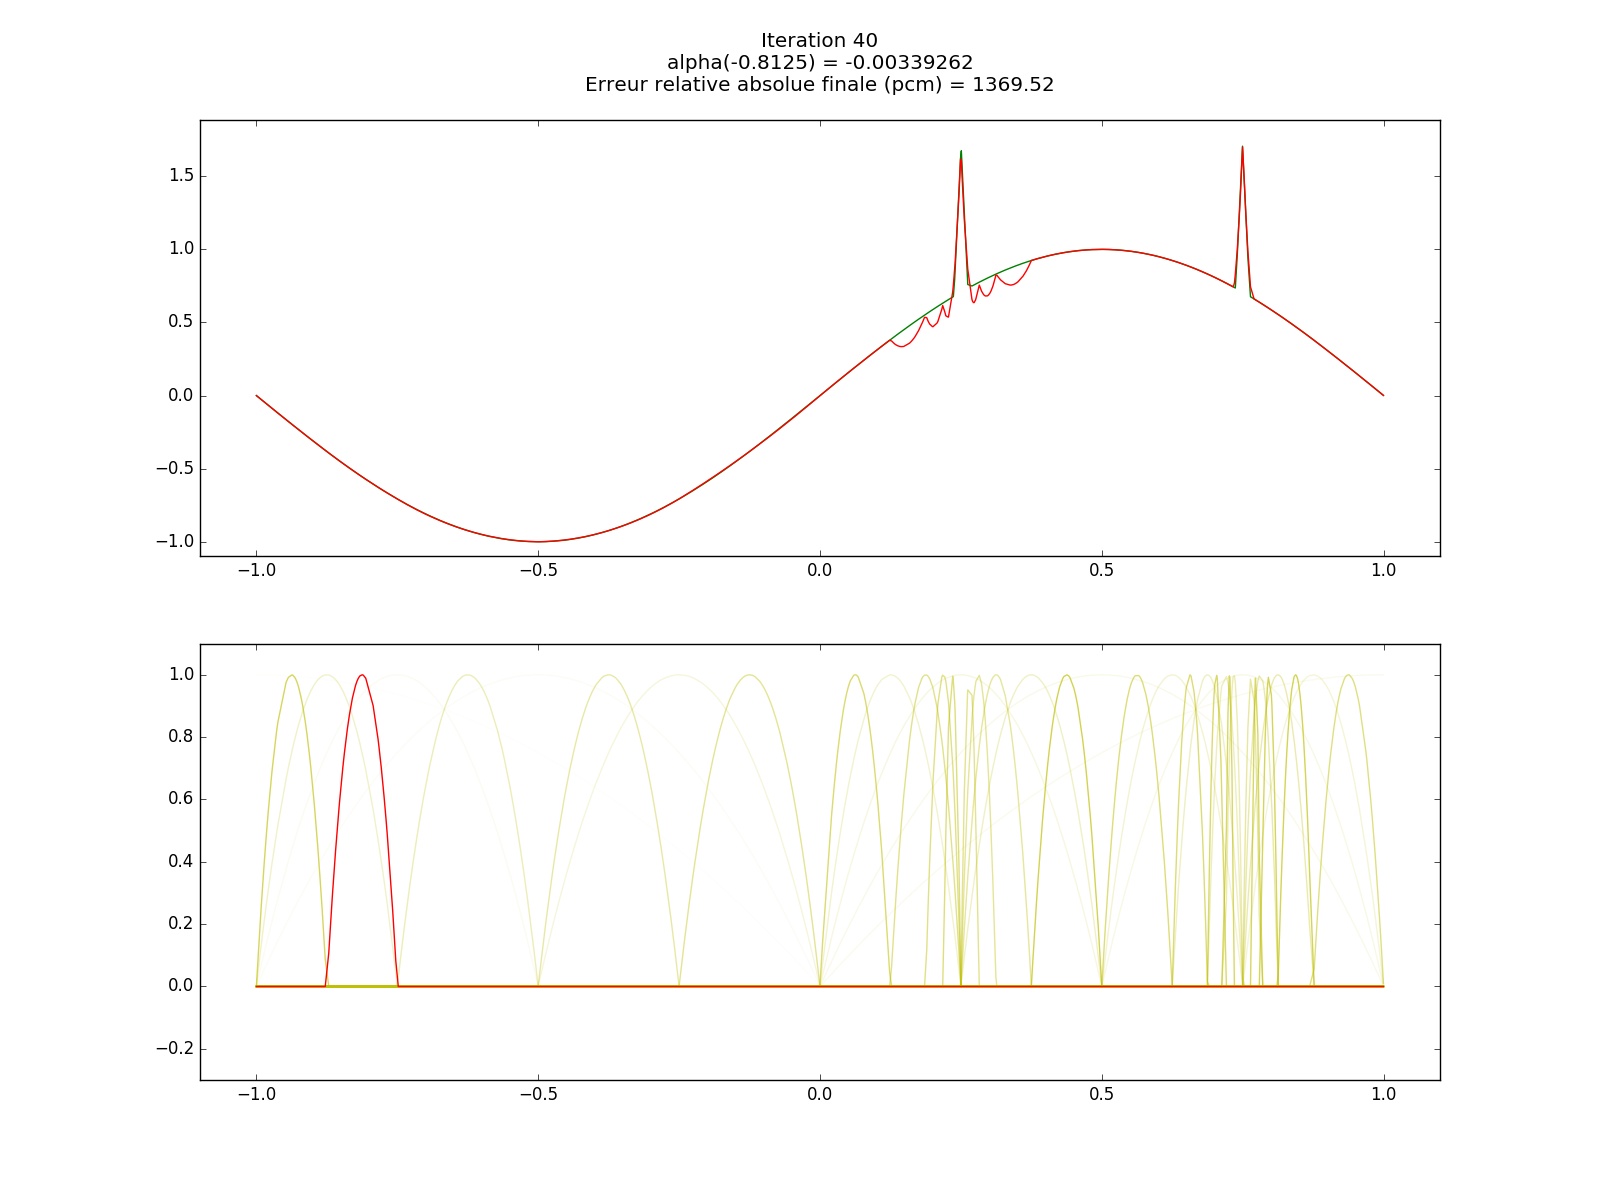 Iteration 40
alpha(-0.8125) = -0.00339262
Erreur relative absolue finale (pcm) = 1369.52
1.5
1.0
0.5
0.0
−0.5
−1.0
−1.0 −0.5 0.0 0.5 1.0
1.0
0.8
0.6
0.4
0.2
0.0
−0.2
−1.0 −0.5 0.0 0.5 1.0